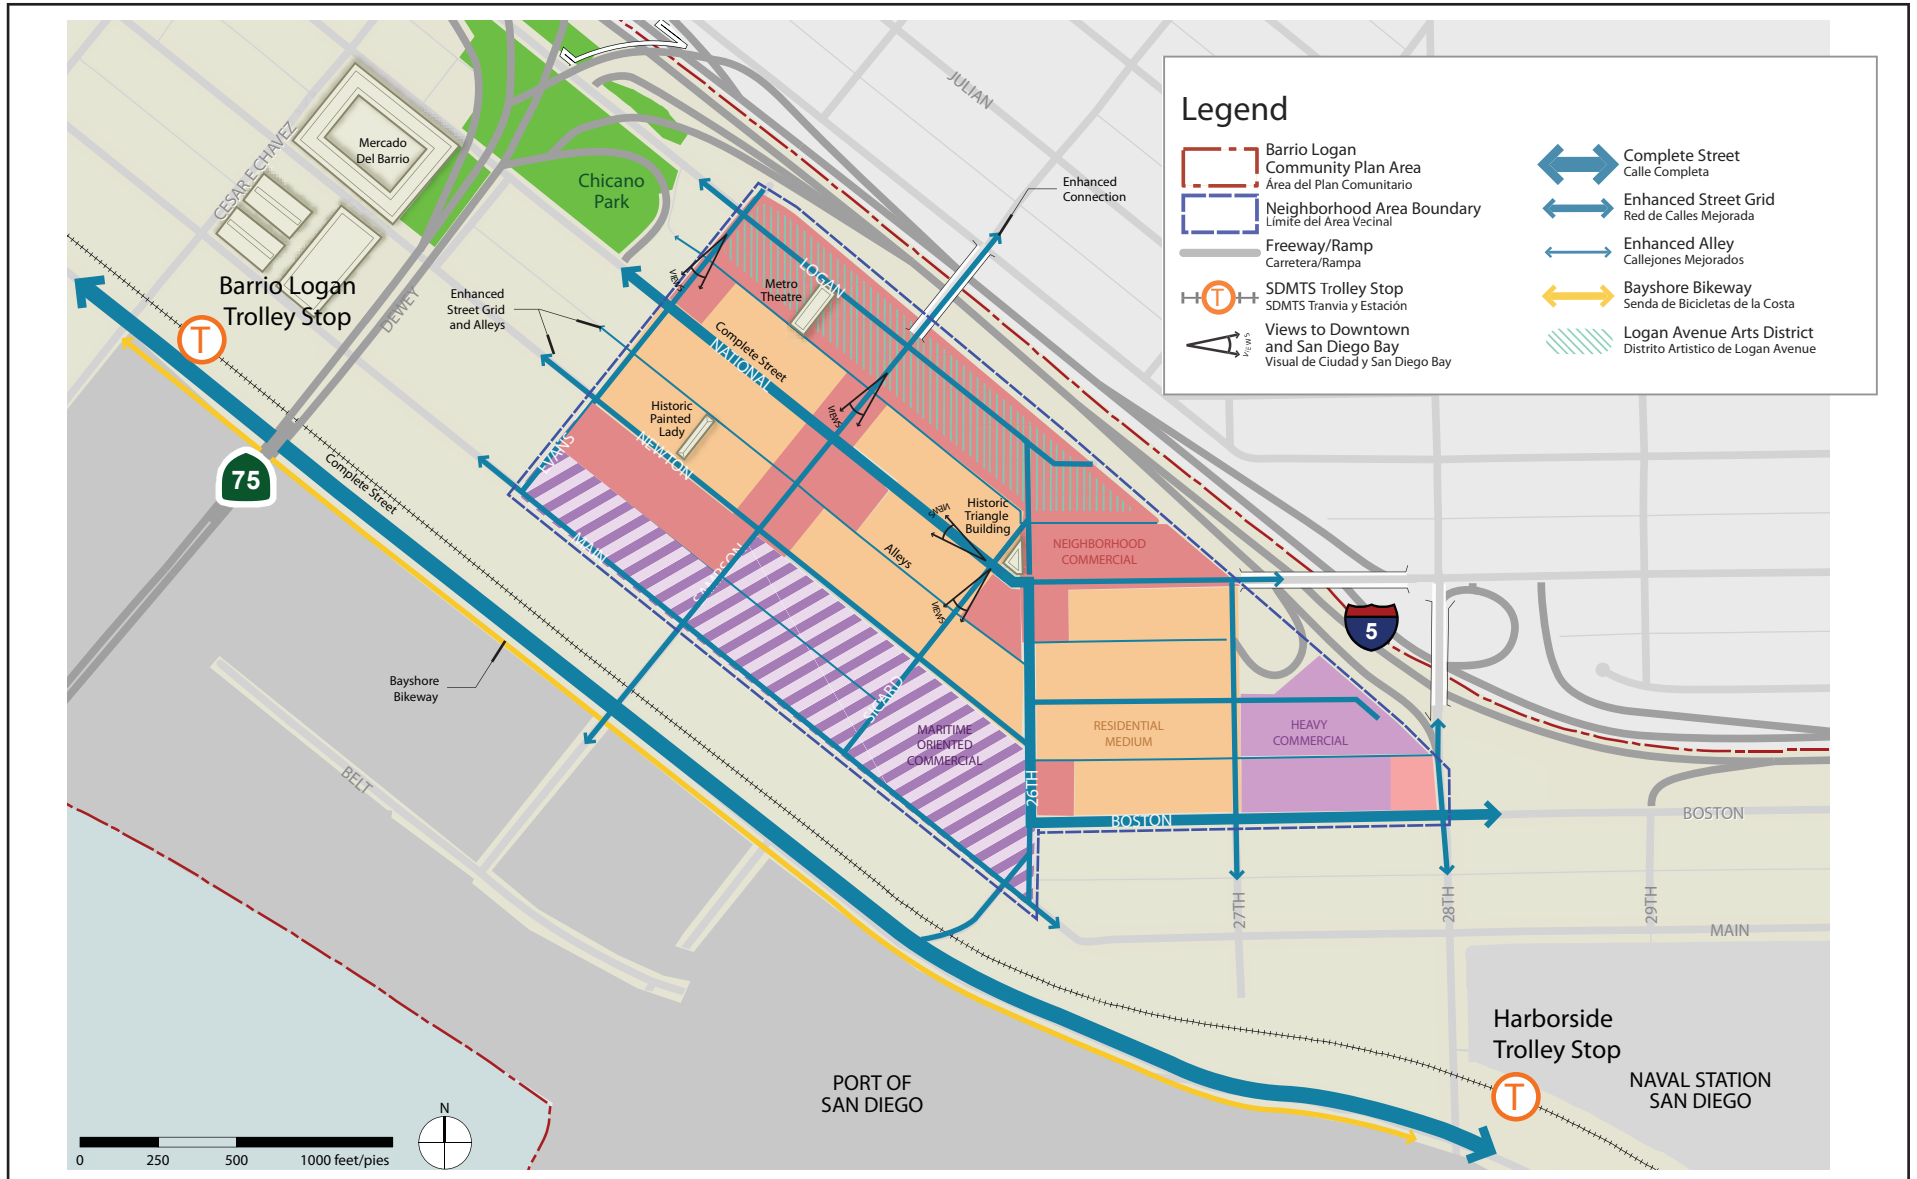 JULIAN
Legend
Barrio Logan
Community Plan Area
Área del Plan Comunitario
Neighborhood Area Boundary
Límite del Area Vecinal
Freeway/Ramp
Carretera/Rampa
T
SDMTS Trolley Stop
SDMTS Tranvia y Estación
VIEWS
Views to Downtown
and San Diego Bay
Visual de Ciudad y San Diego Bay
Complete Street
Calle Completa
Enhanced Street Grid
Red de Calles Mejorada
Enhanced Alley
Callejones Mejorados
Bayshore Bikeway
Senda de Bicicletas de la Costa
Logan Avenue Arts District
Distrito Artistico de Logan Avenue
Mercado
Del Barrio
CESAR E CHAVEZ
Chicano
Park
Enhanced
Connection
Barrio Logan
Trolley Stop
T
DEWEY
Enhanced
Street Grid
and Alleys
VIEWS
Metro
Theatre
LOGAN
Complete Street
NATIONAL
VIEWS
Historic
Painted
Lady
EVANS
NEWTON
75
Complete Street
VIEWS
Historic
Triangle
Building
Alleys
NEIGHBORHOOD
COMMERCIAL
MAIN
VIEWS
5
Bayshore
Bikeway
SICARD
MARITIME
ORIENTED
COMMERCIAL
RESIDENTIAL
MEDIUM
HEAVY
COMMERCIAL
BELT
26TH
BOSTON
BOSTON
27TH
28TH
29TH
MAIN
Harborside
Trolley Stop
T
PORT OF
SAN DIEGO
NAVAL STATION
SAN DIEGO
N
0 250 500 1000 feet/pies